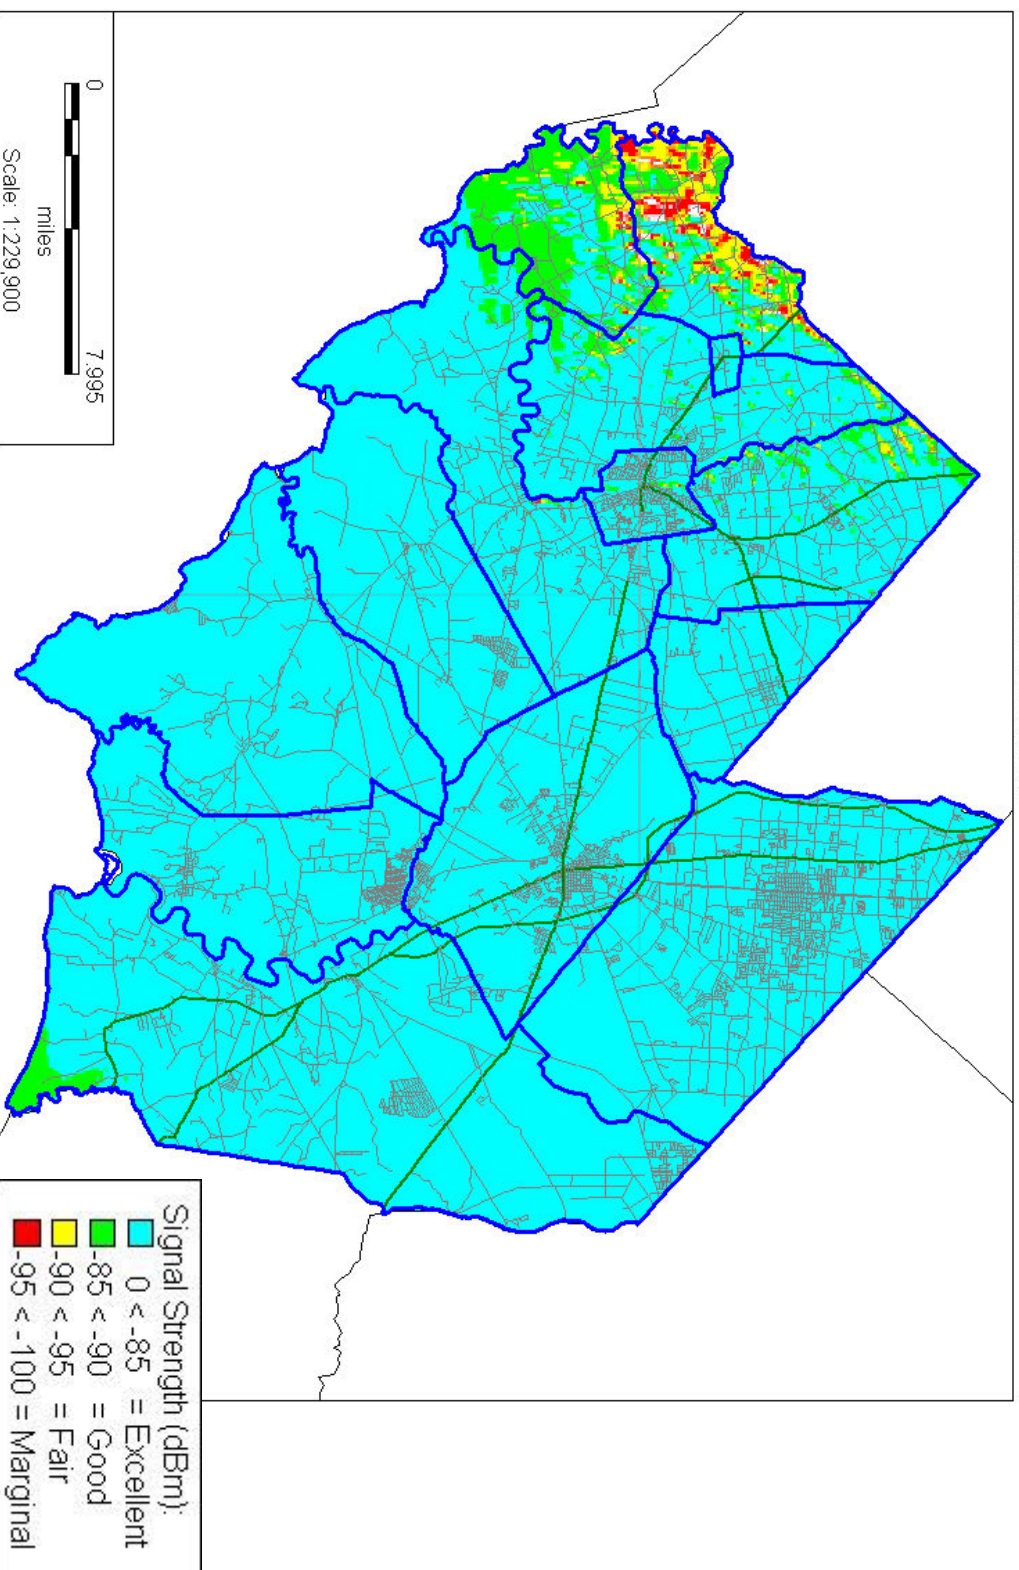 0 7.995
miles
Scale: 1:229,900
Signal Strength (dBm):
0 < -85 = Excellent
-85 < -90 = Good
-90 < -95 = Fair
-95 < -100 = Marginal